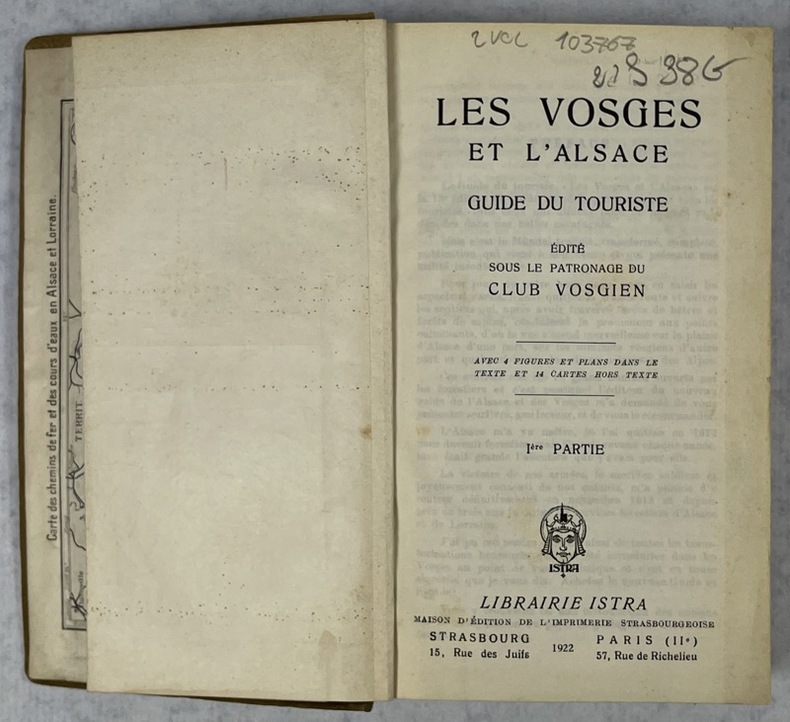 Carte des chemins de fer et des cours d'eaux en Alsace et Lorraine.
TERRIT
2 VOL 103767
LES VOSGES
ET L'ALSACE
GUIDE DU TOURISTE
ÉDITÉ
SOUS LE PATRONAGE DU
CLUB VOSGIEN
AVEC 4 FIGURES ET PLANS DANS LE
TEXTE ET 14 CARTES HORS TEXTE
Ière PARTIE
ISTRA
LIBRAIRIE ISTRA
MAISON D'ÉDITION DE L'IMPRIMERIE STRASBOURGEOISE
STRASBOURG PARIS (IIe)
15, Rue des Juifs 1922 57, Rue de Richelieu